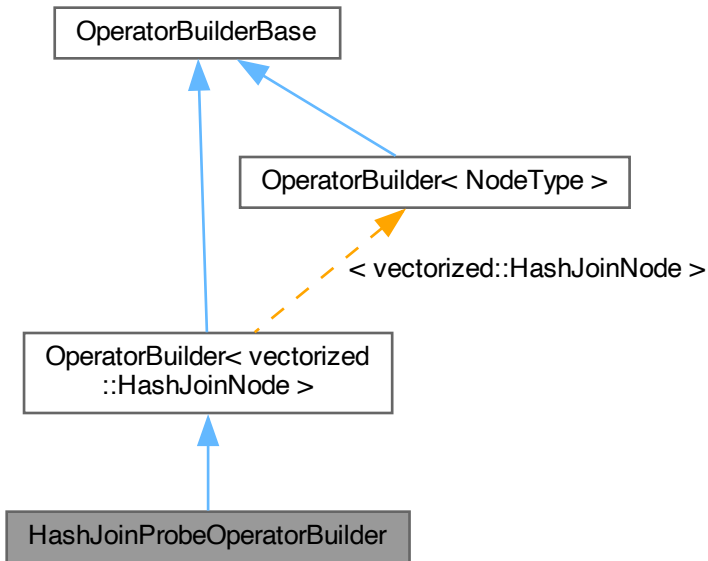 OperatorBuilderBase
OperatorBuilder< NodeType >
< vectorized::HashJoinNode >
OperatorBuilder< vectorized
::HashJoinNode >
HashJoinProbeOperatorBuilder